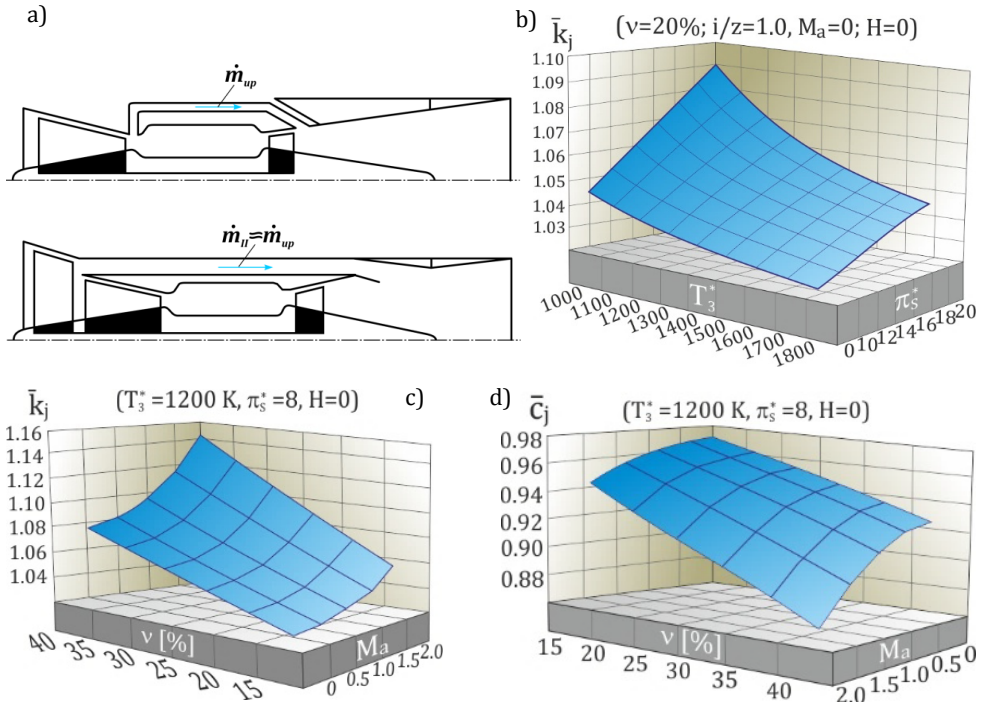 a)
ṁup
ṁII≈ṁup
b)
k̄j
(ν=20%; i/z=1.0, Ma=0; H=0)
1.10
1.09
1.08
1.07
1.06
1.05
1.04
1.03
1000
1100
1200
1300
1400
1500
1600
1700
1800
T3*
πs*
0 10 12 14 16 18 20
k̄j
(T3* =1200 K, πs* =8, H=0)
c)
1.16
1.14
1.13
1.10
1.08
1.06
1.04
40
35
30
25
20
15
ν [%]
Ma
0 0.5 1.0 1.5 2.0
d)
c̄j
(T3* =1200 K, πs* =8, H=0)
0.98
0.96
0.94
0.92
0.90
0.88
15
20
25
30
35
40
ν [%]
Ma
2.0 1.5 1.0 0.5 0